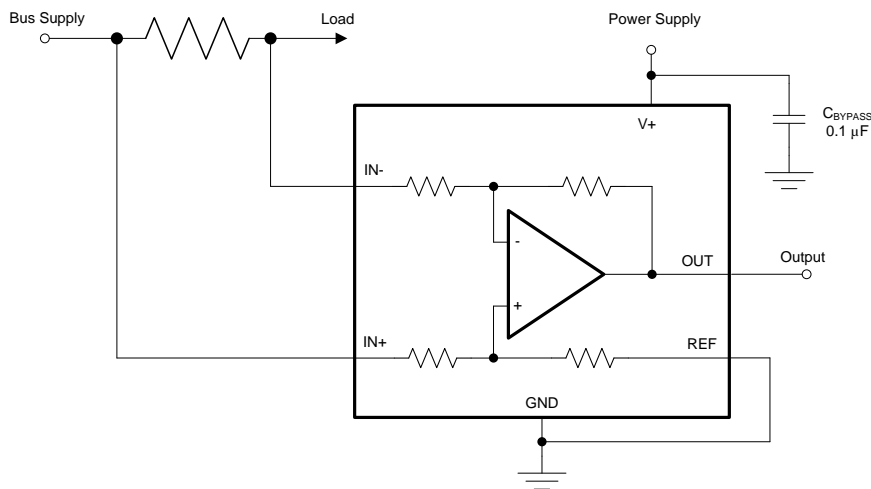 Bus Supply
Load
Power Supply
V+
CBYPASS
0.1 μF
IN-
-
OUT
Output
+
IN+
REF
GND